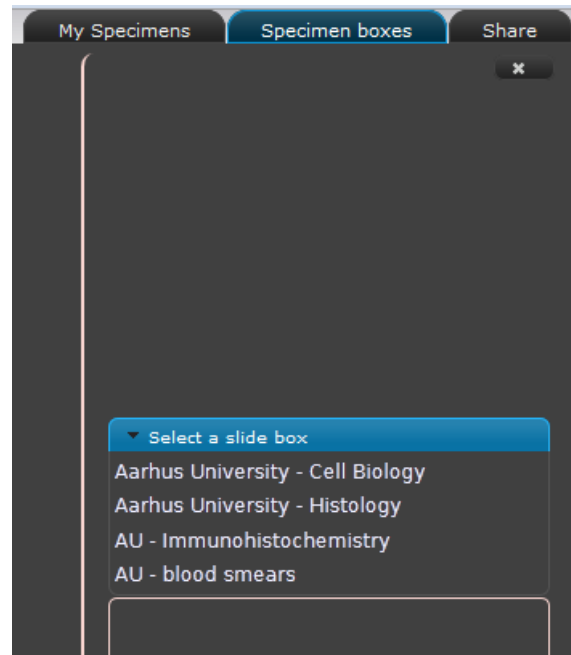 My Specimens
Specimen boxes
Share
Select a slide box
Aarhus University - Cell Biology
Aarhus University - Histology
AU - Immunohistochemistry
AU - blood smears